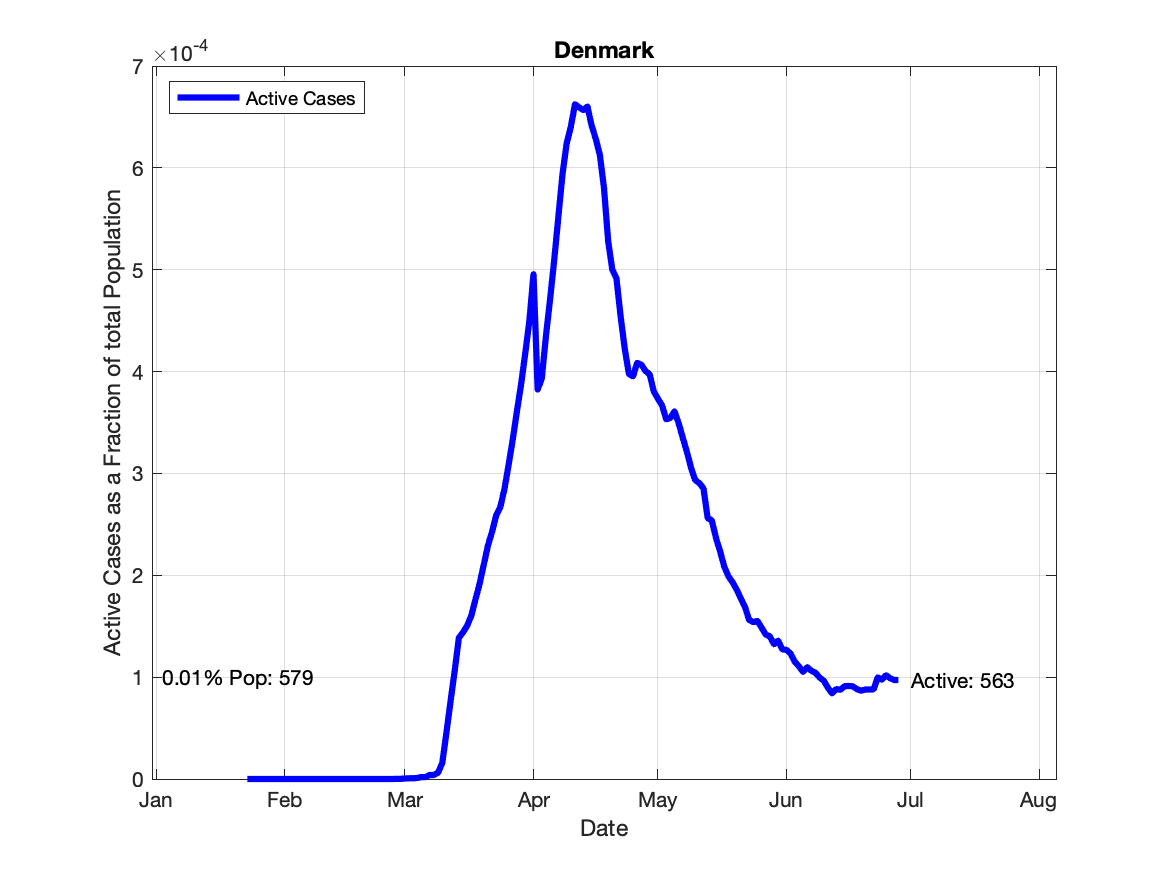 Denmark
×10-4
Active Cases
7
6
5
4
3
2
1
0
Active Cases as a Fraction of total Population
0.01% Pop: 579
Active: 563
Jan Feb Mar Apr May Jun Jul Aug
Date